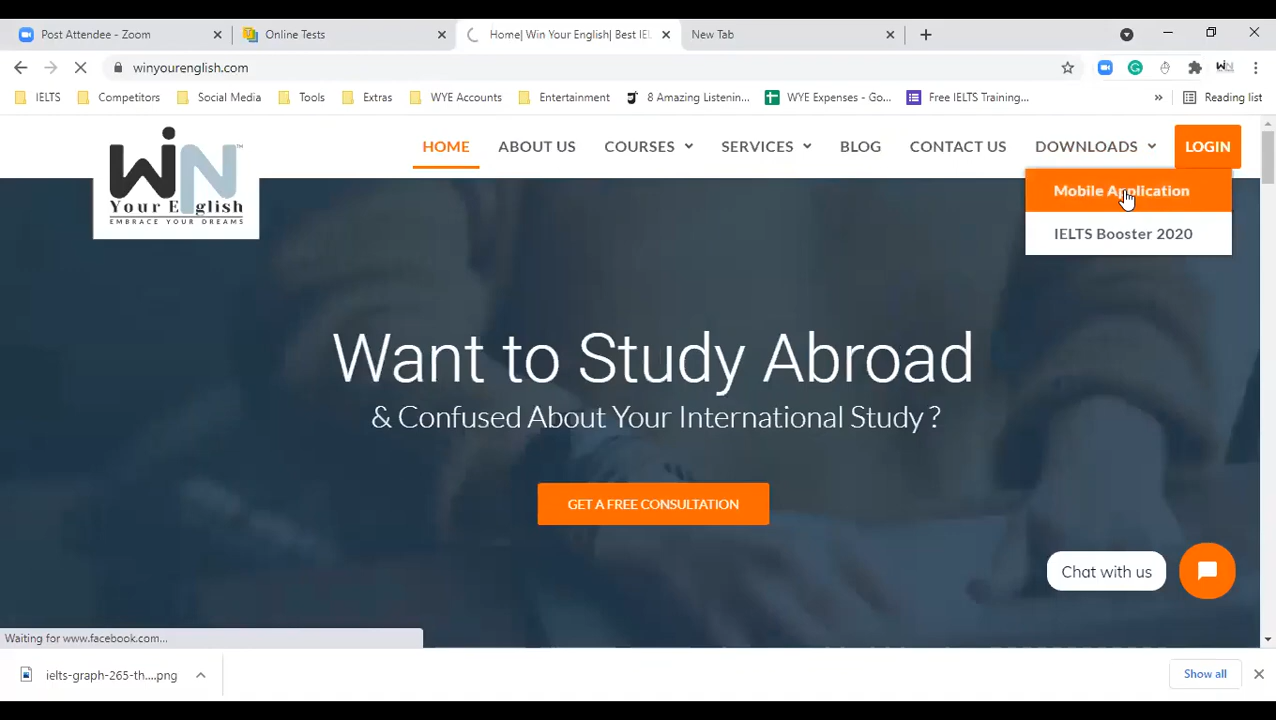 Post Attendee - Zoom
Online Tests
Home| Win Your English| Best IEL
New Tab
winyourenglish.com
IELTS
Competitors
Social Media
Tools
Extras
WYE Accounts
Entertainment
8 Amazing Listenin...
WYE Expenses - Go...
Free IELTS Training...
»
Reading list
WiN™
Your English
EMBRACE YOUR DREAMS
HOME
ABOUT US
COURSES
SERVICES
BLOG
CONTACT US
DOWNLOADS
LOGIN
Mobile Application
IELTS Booster 2020
Want to Study Abroad
& Confused About Your International Study ?
GET A FREE CONSULTATION
Chat with us
Waiting for www.facebook.com...
ielts-graph-265-th....png
Show all